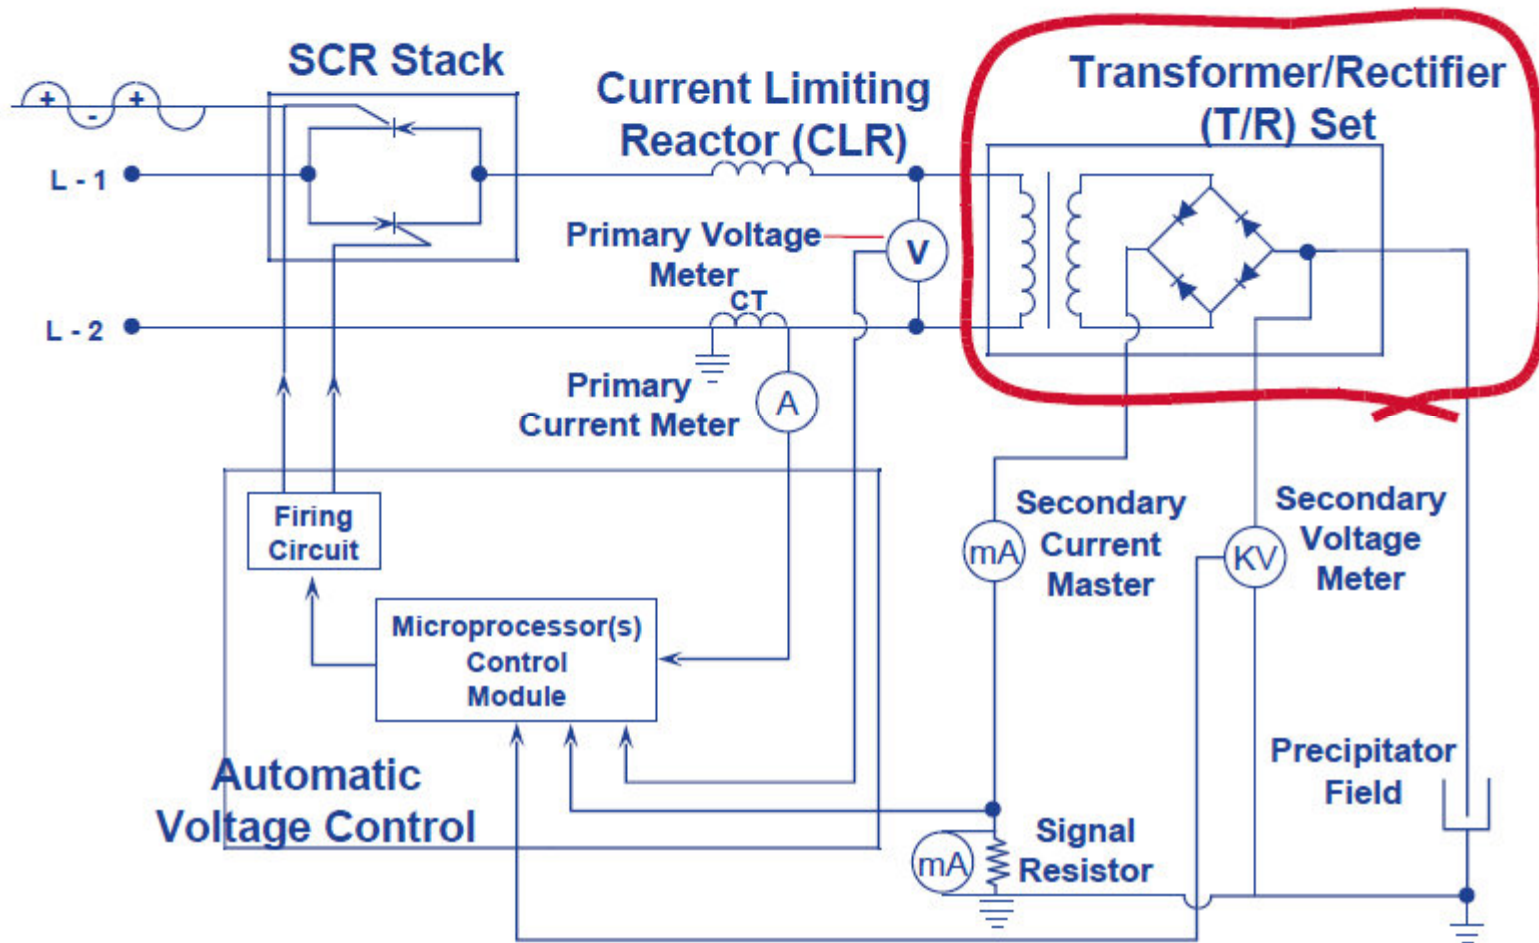 SCR Stack
Current Limiting
Reactor (CLR)
Transformer/Rectifier
(T/R) Set
+
+
-
L - 1
Primary Voltage
Meter
V
CT
L - 2
Primary
Current Meter
A
Firing
Circuit
Secondary
Current
Master
mA
Secondary
Voltage
Meter
KV
Microprocessor(s)
Control
Module
Automatic
Voltage Control
Precipitator
Field
mA
Signal
Resistor